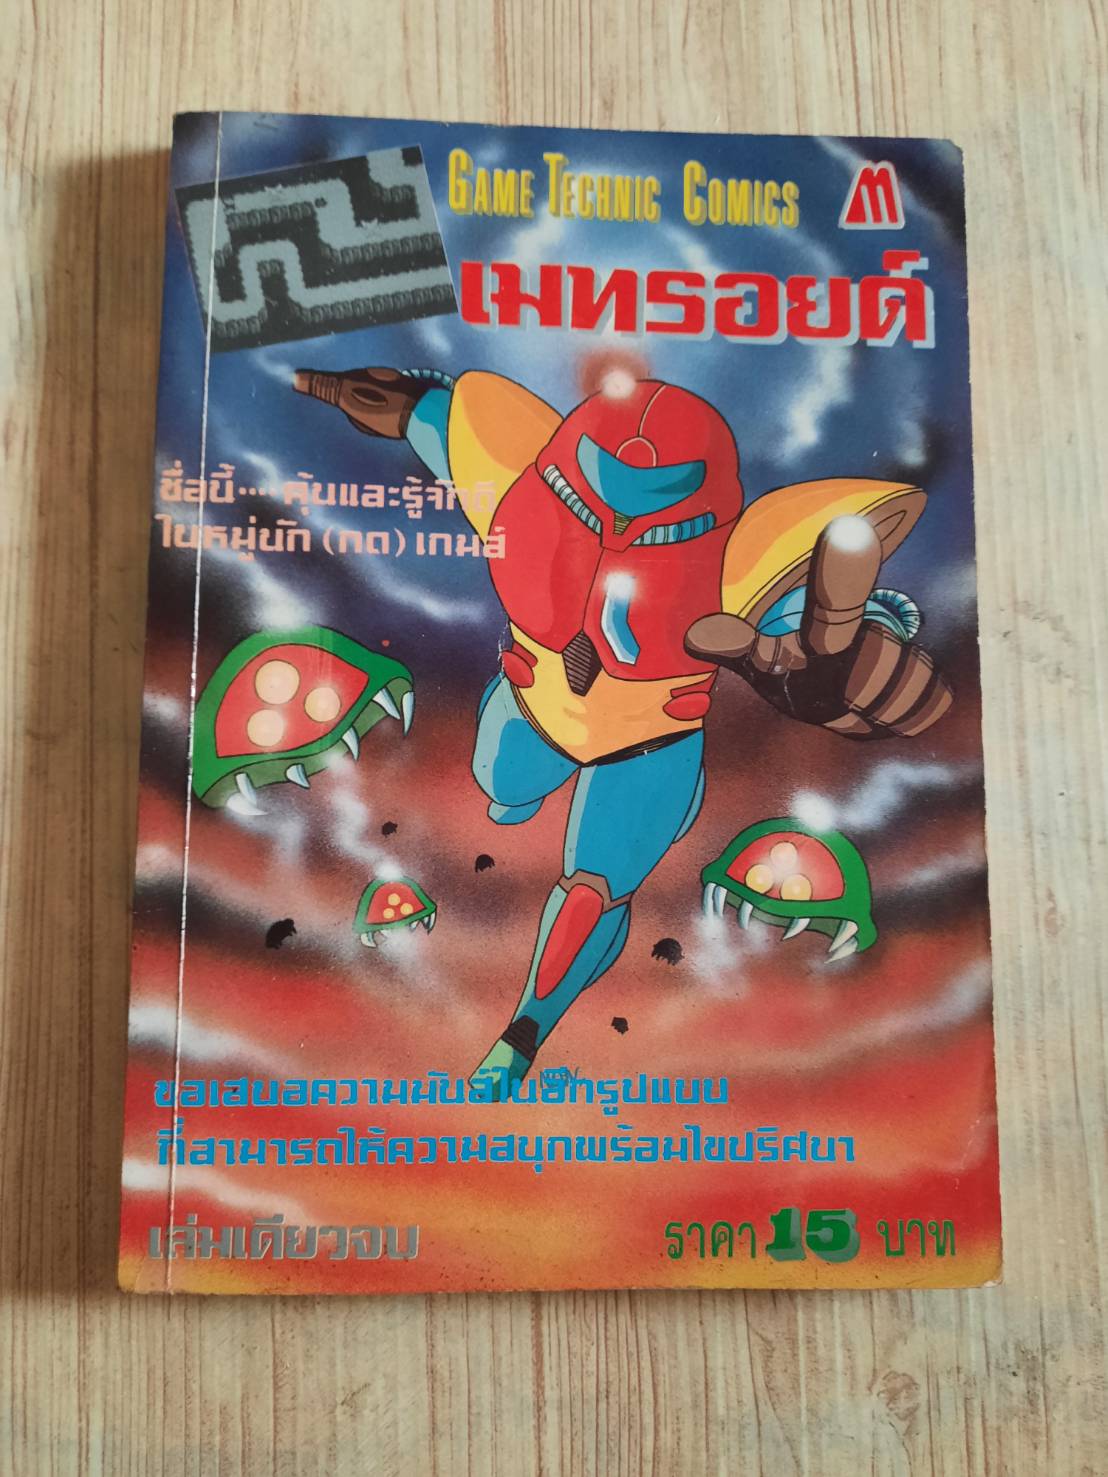 GAME TECHNIC COMICS
เมทรอยด์
ชื่อนี้....คุ้นและรู้จักดี
ในหมู่นัก (กด) เกมส์
ขอเสนอความมันส์ในอีกรูปแบบ
ที่สามารถให้ความสนุกพร้อมไขปริศนา
เล่มเดียวจบ
ราคา 15 บาท